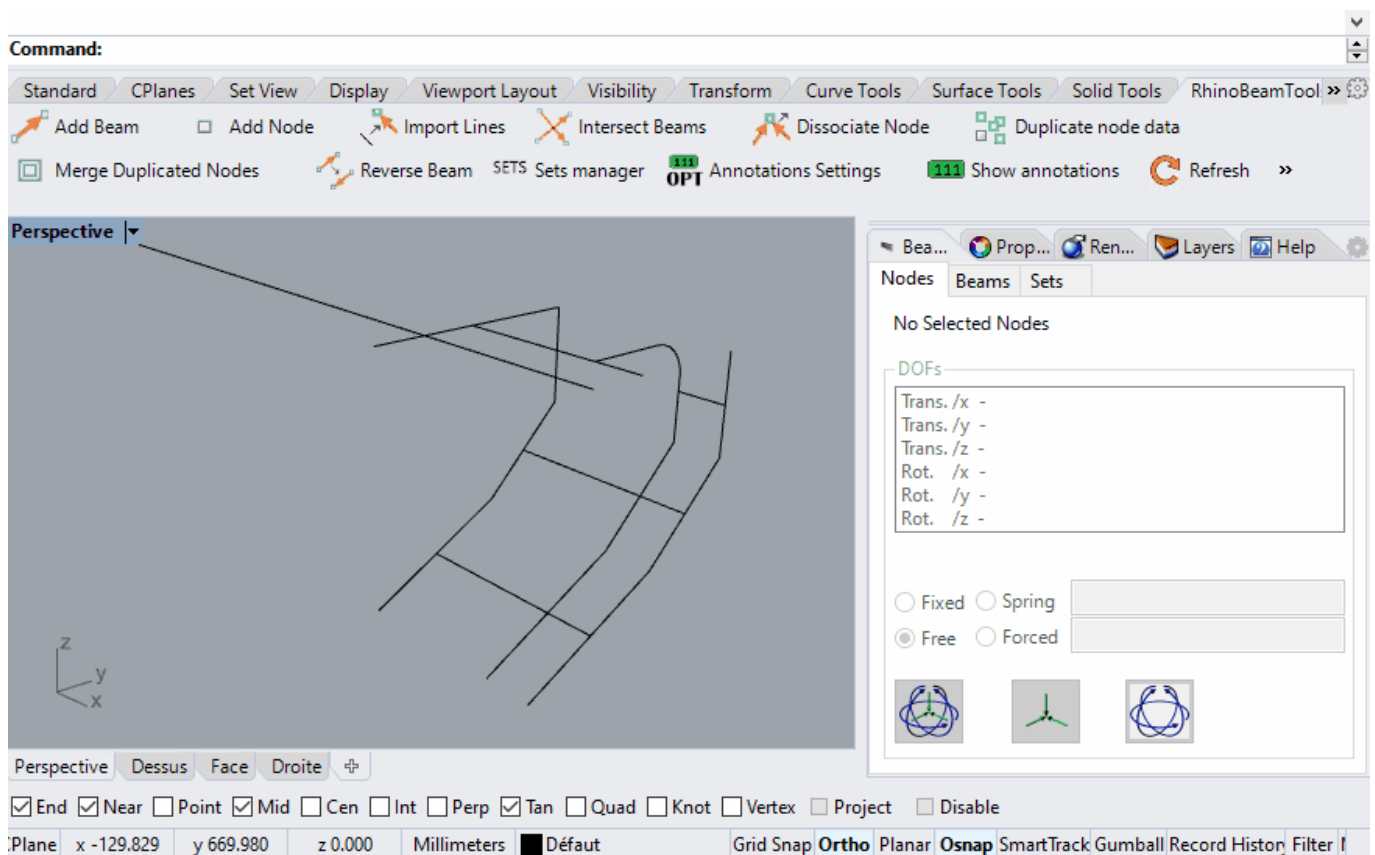 Command:
Standard CPlanes Set View Display Viewport Layout Visibility Transform Curve Tools Surface Tools Solid Tools RhinoBeamTool »
Add Beam Add Node Import Lines Intersect Beams Dissociate Node Duplicate node data
Merge Duplicated Nodes Reverse Beam SETS Sets manager 111 OPT Annotations Settings 111 Show annotations Refresh »
Perspective
Bea... Prop... Ren... Layers Help
Nodes Beams Sets
No Selected Nodes
DOFs
Trans. /x -
Trans. /y -
Trans. /z -
Rot. /x -
Rot. /y -
Rot. /z -
Fixed Spring
Free Forced
z
y
x
Perspective Dessus Face Droite
End Near Point Mid Cen Int Perp Tan Quad Knot Vertex Project Disable
CPlane x -129.829 y 669.980 z 0.000 Millimeters Défaut Grid Snap Ortho Planar Osnap SmartTrack Gumball Record History Filter